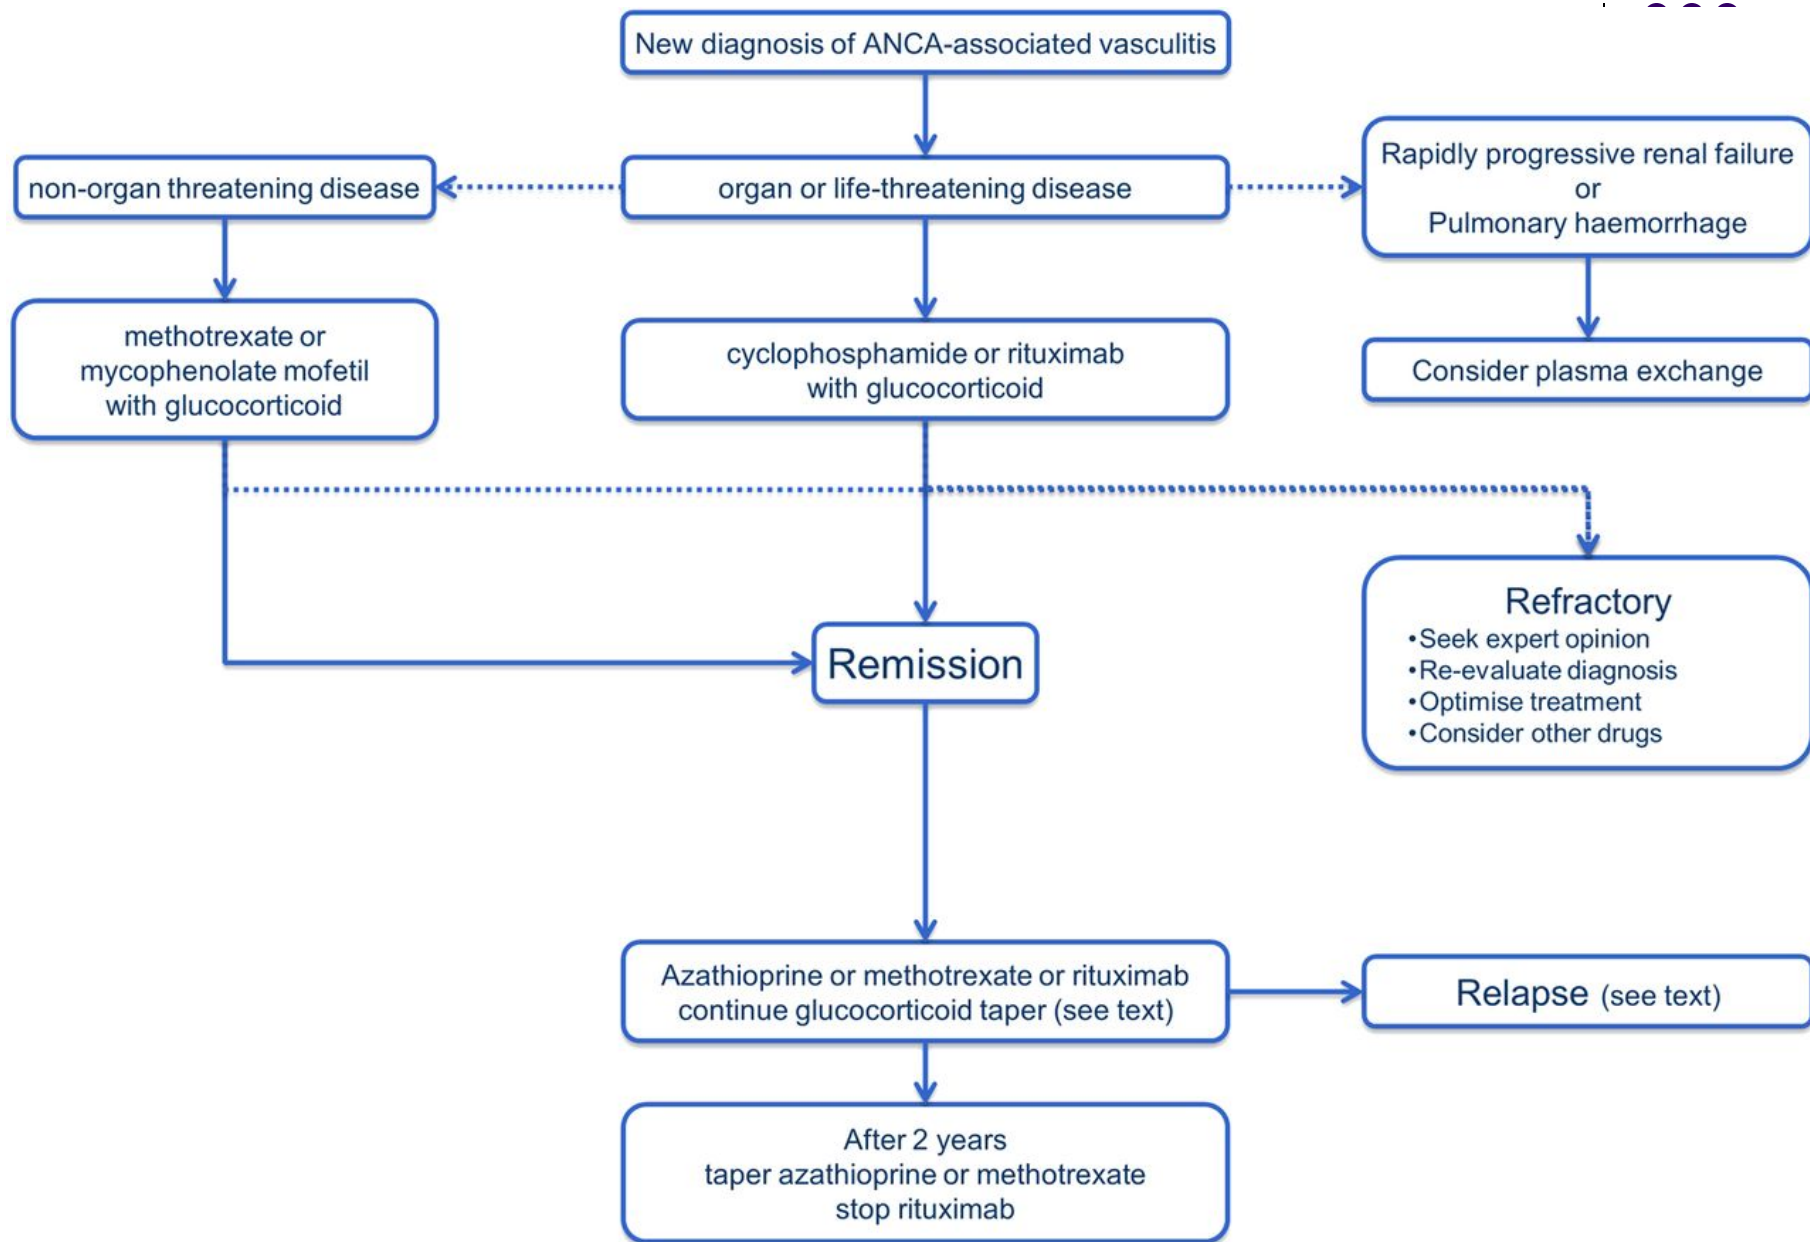 New diagnosis of ANCA-associated vasculitis
non-organ threatening disease
organ or life-threatening disease
Rapidly progressive renal failure
or
Pulmonary haemorrhage
methotrexate or
mycophenolate mofetil
with glucocorticoid
cyclophosphamide or rituximab
with glucocorticoid
Consider plasma exchange
Refractory
•Seek expert opinion
•Re-evaluate diagnosis
•Optimise treatment
•Consider other drugs
Remission
Azathioprine or methotrexate or rituximab
continue glucocorticoid taper (see text)
Relapse (see text)
After 2 years
taper azathioprine or methotrexate
stop rituximab